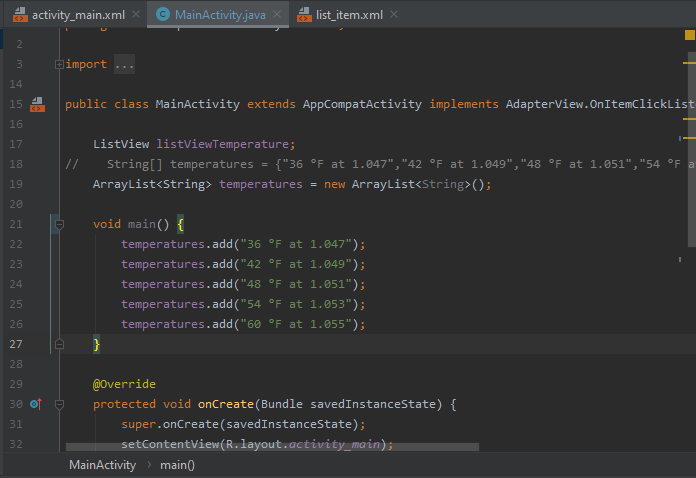 activity_main.xml MainActivity.java list_item.xml
2
3 import ...
14
15 public class MainActivity extends AppCompatActivity implements AdapterView.OnItemClickList
16
17 ListView listViewTemperature;
18 // String[] temperatures = {"36 °F at 1.047","42 °F at 1.049","48 °F at 1.051","54 °F a
19 ArrayList<String> temperatures = new ArrayList<String>();
20
21 void main() {
22 temperatures.add("36 °F at 1.047");
23 temperatures.add("42 °F at 1.049");
24 temperatures.add("48 °F at 1.051");
25 temperatures.add("54 °F at 1.053");
26 temperatures.add("60 °F at 1.055");
27 }
28
29 @Override
30 protected void onCreate(Bundle savedInstanceState) {
31 super.onCreate(savedInstanceState);
32 setContentView(R.layout.activity_main);
MainActivity › main()